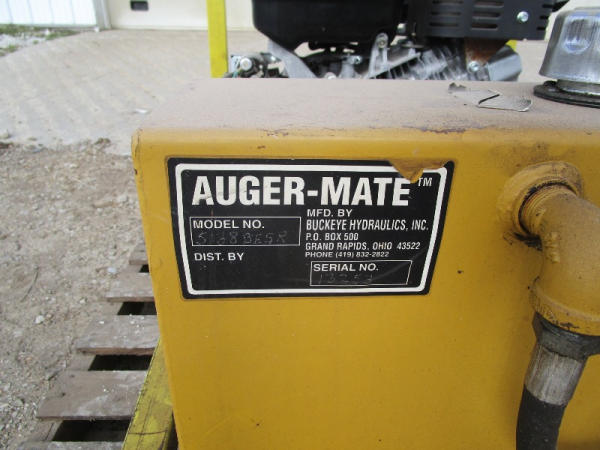 AUGER-MATE™
MODEL NO.
MFD. BY
BUCKEYE HYDRAULICS, INC.
P.O. BOX 500
GRAND RAPIDS, OHIO 43522
PHONE (419) 832-2822
DIST. BY
SERIAL NO.